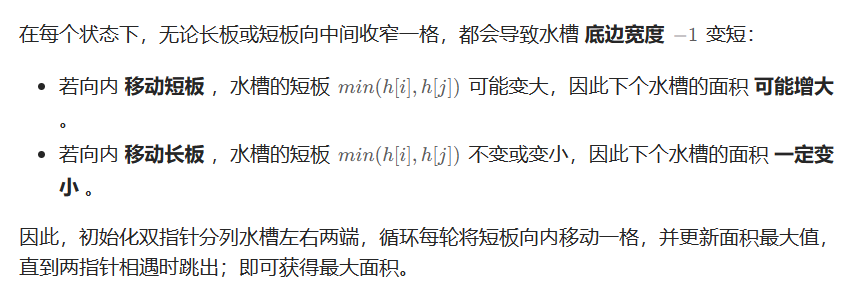 在每个状态下，无论长板或短板向中间收窄一格，都会导致水槽 底边宽度 −1 变短：
• 若向内 移动短板 ，水槽的短板 min(h[i], h[j]) 可能变大，因此下个水槽的面积 可能增大
。
• 若向内 移动长板 ，水槽的短板 min(h[i], h[j]) 不变或变小，因此下个水槽的面积 一定变
小 。
因此，初始化双指针分列水槽左右两端，循环每轮将短板向内移动一格，并更新面积最大值，
直到两指针相遇时跳出；即可获得最大面积。